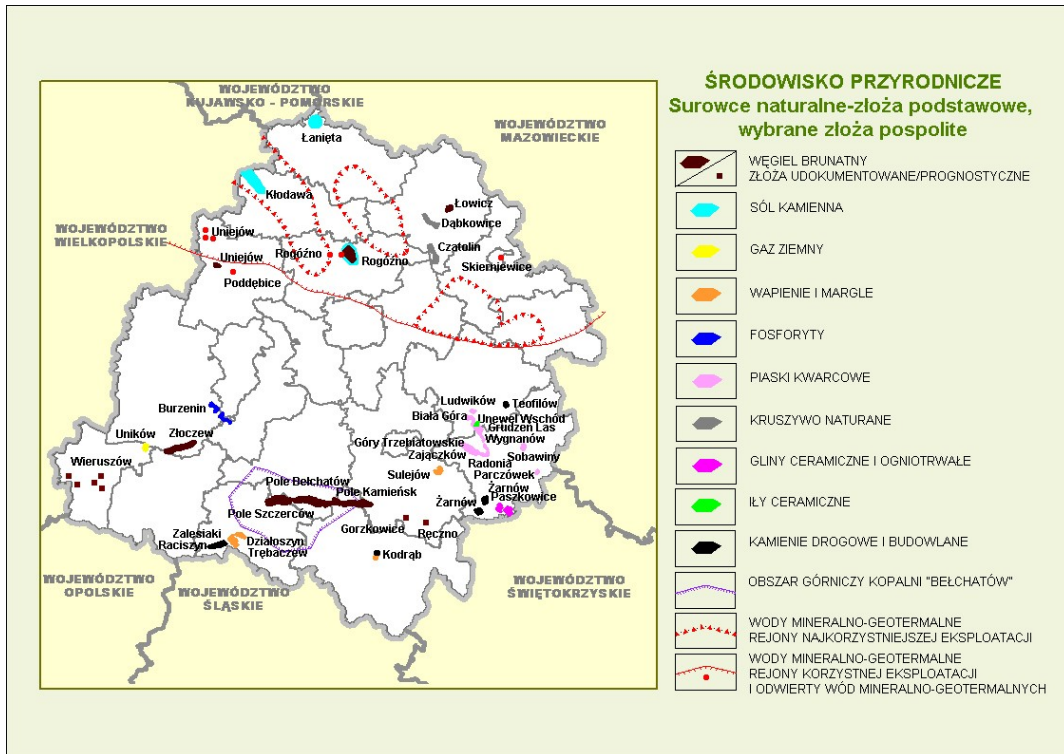 ŚRODOWISKO PRZYRODNICZE
Surowce naturalne-złoża podstawowe,
wybrane złoża pospolite
WOJEWÓDZTWO
KUJAWSKO - POMORSKIE
WOJEWÓDZTWO
MAZOWIECKIE
WOJEWÓDZTWO
WIELKOPOLSKIE
Łanięta
Kłodawa
Łowicz
Dąbkowice
Uniejów
Czatolin
Uniejów
Rogóźno
Rogóźno
Skierniewice
Poddębice
Ludwików
Teofilów
Burzenin
Biała Góra
Unewel Wschód
Grudzen Las
Uników
Złoczew
Góry Trzebiatowskie
Wygnanów
Zajączków
Sobawiny
Wieruszów
Sulejów
Radonia
Parczówek
Pole Bełchatów
Pole Kamieńsk
Żarnów
Żarnów
Paszkowice
Pole Szczerców
Gorzkowice
Ręczno
Zalesiaki
Raciszyn
Działoszyn
Trębaczew
Kodrąb
WOJEWÓDZTWO
OPOLSKIE
WOJEWÓDZTWO
ŚLĄSKIE
WOJEWÓDZTWO
ŚWIĘTOKRZYSKIE
WĘGIEL BRUNATNY
ZŁOŻA UDOKUMENTOWANE/PROGNOSTYCZNE
SÓL KAMIENNA
GAZ ZIEMNY
WAPIENIE I MARGLE
FOSFORYTY
PIASKI KWARCOWE
KRUSZYWO NATURANE
GLINY CERAMICZNE I OGNIOTRWAŁE
IŁY CERAMICZNE
KAMIENIE DROGOWE I BUDOWLANE
OBSZAR GÓRNICZY KOPALNI "BEŁCHATÓW"
WODY MINERALNO-GEOTERMALNE
REJONY NAJKORZYSTNIEJSZEJ EKSPLOATACJI
WODY MINERALNO-GEOTERMALNE
REJONY KORZYSTNEJ EKSPLOATACJI
I ODWIERTY WÓD MINERALNO-GEOTERMALNYCH